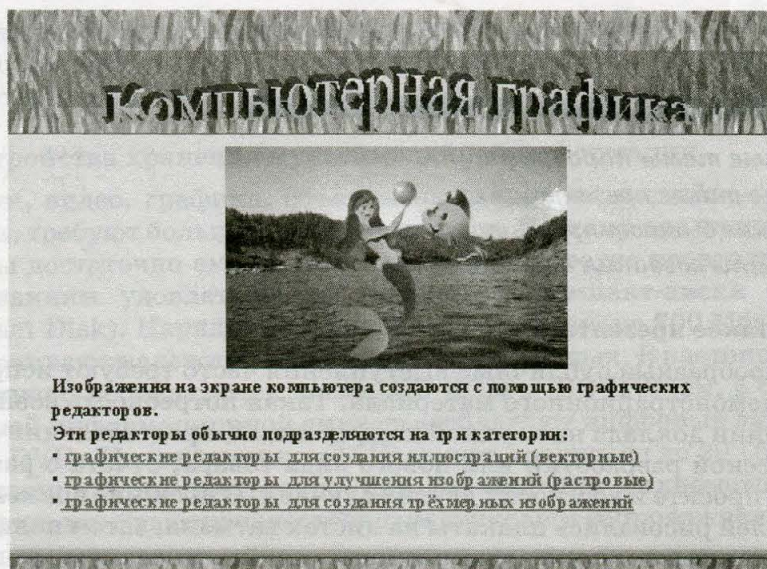 Компьютерная графика
Изображения на экране компьютера создаются с помощью графических
редакторов.
Эти редакторы обычно подразделяются на три категории:
▪ графические редакторы для создания иллюстраций (векторные)
▪ графические редакторы для улучшения изображений (растровые)
▪ графические редакторы для создания трёхмерных изображений